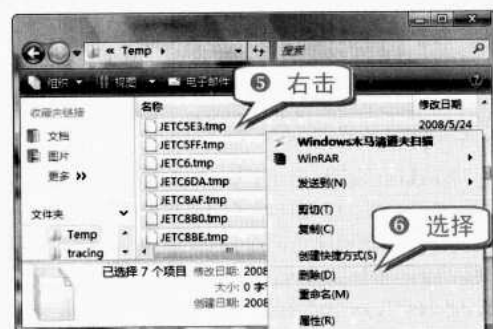 « Temp
搜索
组织
视图
电子邮件
❺ 右击
收藏夹链接
文档
图片
更多 »
文件夹
Temp
tracing
名称
修改日期
JETC5E3.tmp
2008/5/24
JETC5FF.tmp
JETC6.tmp
JETC6DA.tmp
JETC8AF.tmp
JETC8B0.tmp
JETC8BE.tmp
Windows木马清道夫扫描
WinRAR
发送到(N)
剪切(T)
复制(C)
❻ 选择
创建快捷方式(S)
删除(D)
重命名(M)
属性(R)
已选择 7 个项目
修改日期: 2008
大小: 0 字
创建日期: 2008